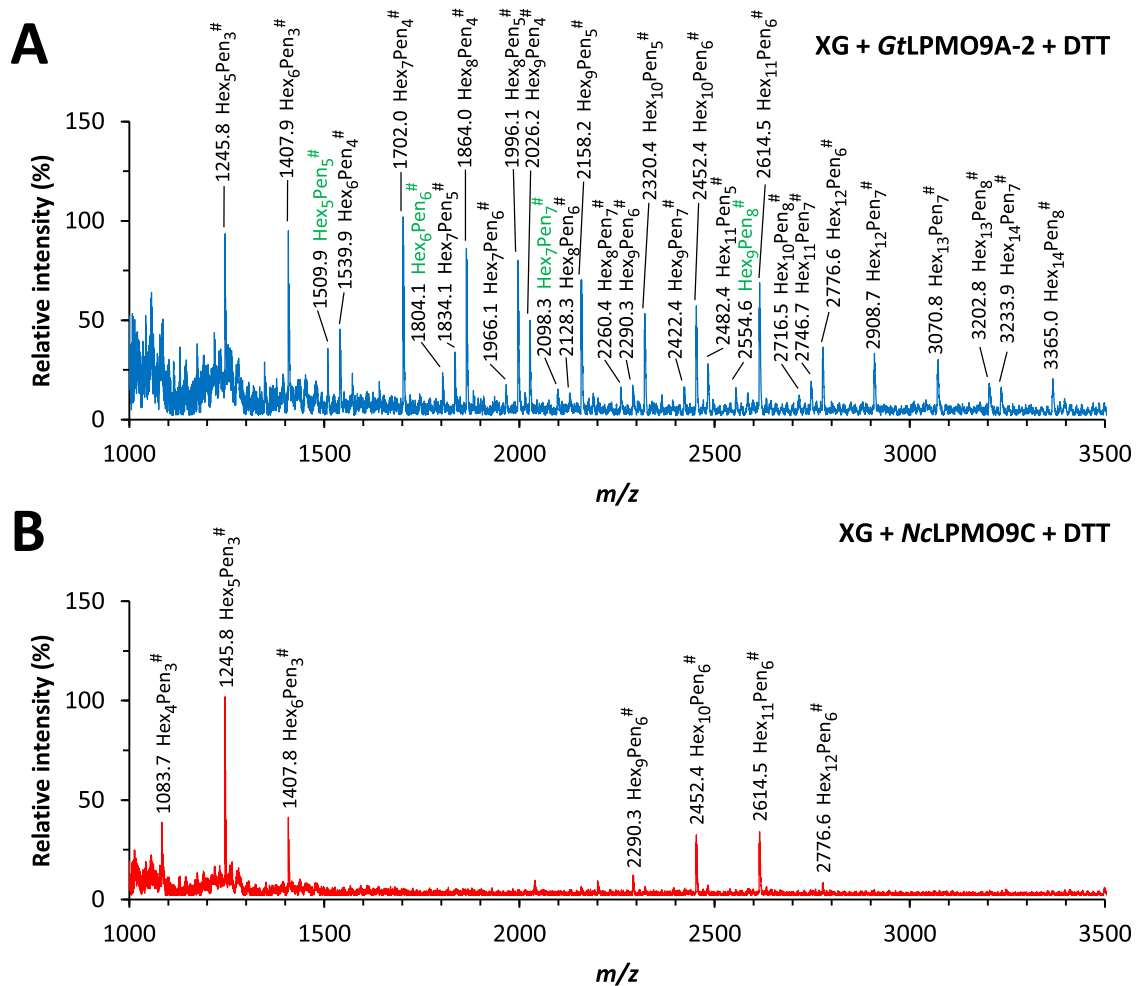 A
XG + GtLPMO9A-2 + DTT
Relative intensity (%)
150
100
50
0
1245.8 Hex5Pen3#
1407.9 Hex6Pen3#
1509.9 Hex5Pen5#
1539.9 Hex6Pen4#
1702.0 Hex7Pen4#
1804.1 Hex6Pen6#
1834.1 Hex7Pen5#
1864.0 Hex8Pen4#
1966.1 Hex7Pen6#
1996.1 Hex8Pen5#
2026.2 Hex9Pen4#
2098.3 Hex7Pen7#
2128.3 Hex8Pen6#
2158.2 Hex9Pen5#
2260.4 Hex8Pen7#
2290.3 Hex9Pen6#
2320.4 Hex10Pen5#
2422.4 Hex9Pen7#
2452.4 Hex10Pen6#
2482.4 Hex11Pen5#
2554.6 Hex9Pen8#
2614.5 Hex11Pen6#
2716.5 Hex10Pen8#
2746.7 Hex11Pen7#
2776.6 Hex12Pen6#
2908.7 Hex12Pen7#
3070.8 Hex13Pen7#
3202.8 Hex13Pen8#
3233.9 Hex14Pen7#
3365.0 Hex14Pen8#
1000 1500 2000 2500 3000 3500
m/z
B
XG + NcLPMO9C + DTT
Relative intensity (%)
150
100
50
0
1083.7 Hex4Pen3#
1245.8 Hex5Pen3#
1407.8 Hex6Pen3#
2290.3 Hex9Pen6#
2452.4 Hex10Pen6#
2614.5 Hex11Pen6#
2776.6 Hex12Pen6#
1000 1500 2000 2500 3000 3500
m/z